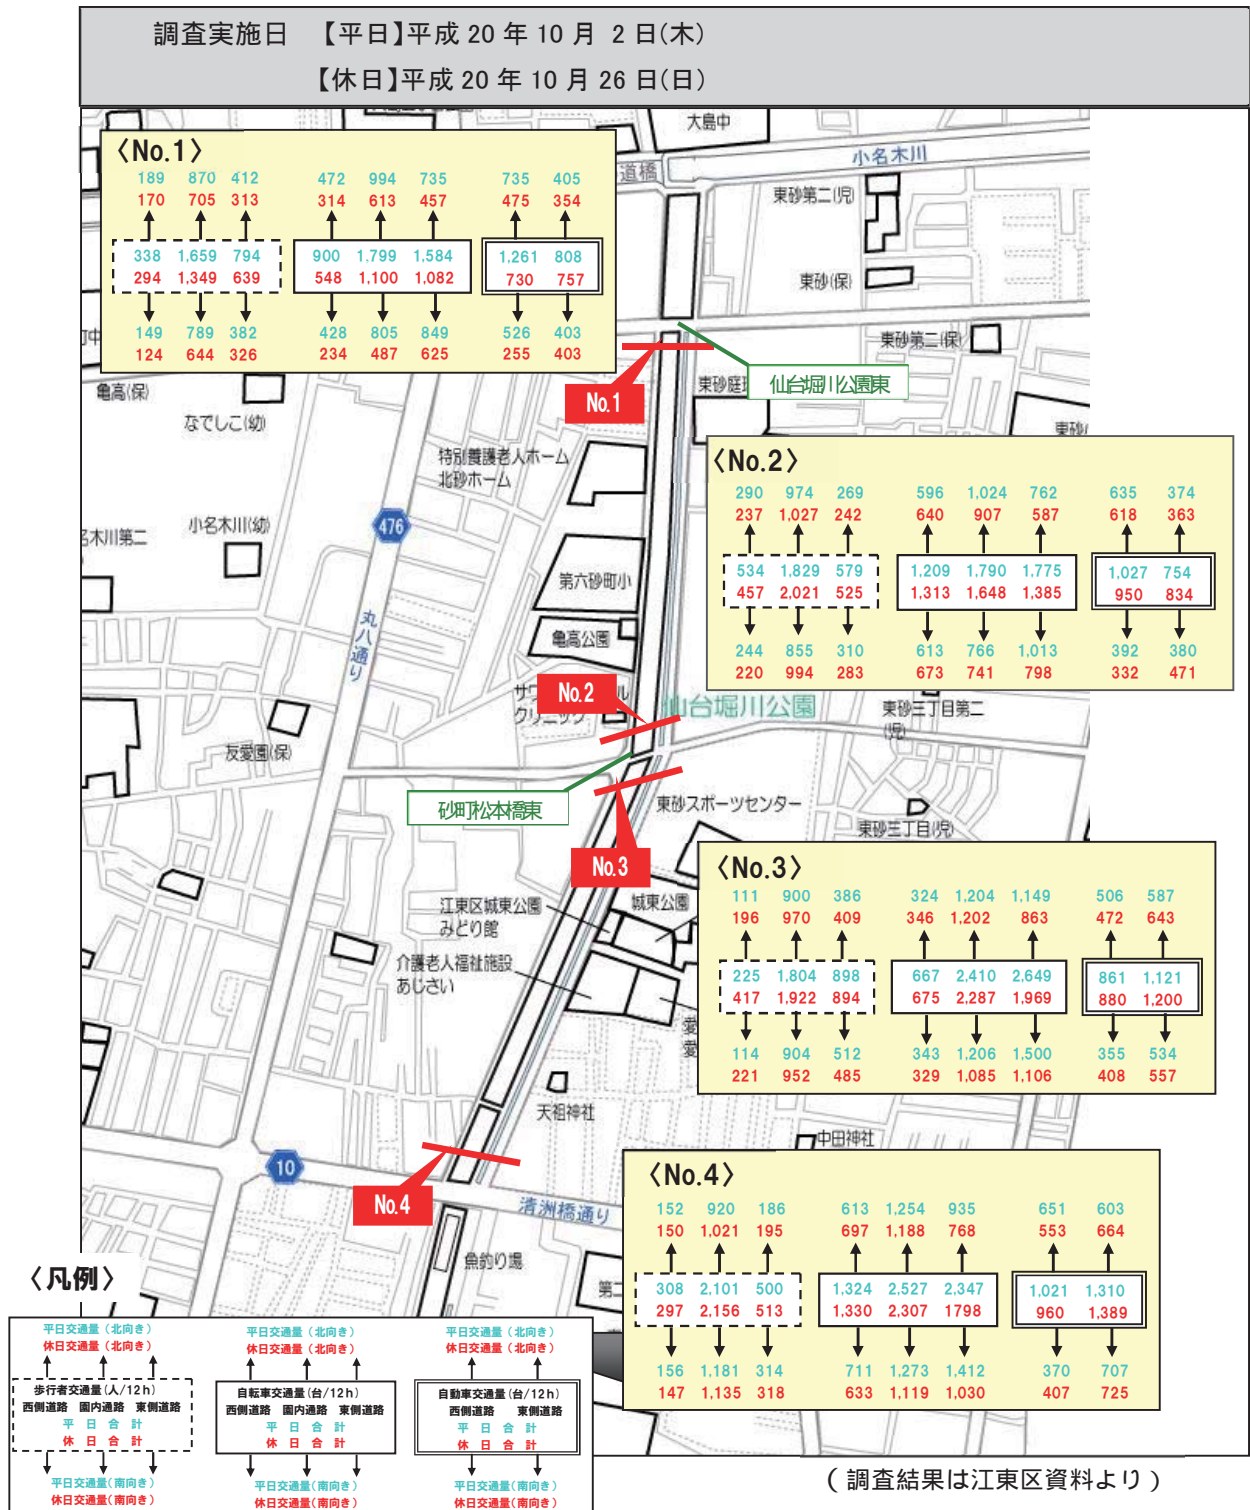 調査実施日 【平日】平成 20 年 10 月 2 日(木)
【休日】平成 20 年 10 月 26 日(日)
大島中
小名木川
道橋
〈No.1〉
189 870 412 472 994 735 735 405
170 705 313 314 613 457 475 354
338 1,659 794 900 1,799 1,584 1,261 808
294 1,349 639 548 1,100 1,082 730 757
149 789 382 428 805 849 526 403
124 644 326 234 487 625 255 403
東砂第二(児)
東砂(保)
東砂第二(保)
町中
亀高(保)
なでしこ(幼)
No.1
東砂庭球
仙台堀川公園東
東砂
特別養護老人ホーム
北砂ホーム
476
小名木川(幼)
名木川第二
〈No.2〉
290 974 269 596 1,024 762 635 374
237 1,027 242 640 907 587 618 363
534 1,829 579 1,209 1,790 1,775 1,027 754
457 2,021 525 1,313 1,648 1,385 950 834
244 855 310 613 766 1,013 392 380
220 994 283 673 741 798 332 471
第六砂町小
丸八通り
亀高公園
No.2
サワ
ル
クリニック
仙台堀川公園
東砂三丁目第二
(児)
友愛園(保)
砂町松本橋東
東砂スポーツセンター
東砂三丁目(児)
No.3
〈No.3〉
111 900 386 324 1,204 1,149 506 587
196 970 409 346 1,202 863 472 643
225 1,804 898 667 2,410 2,649 861 1,121
417 1,922 894 675 2,287 1,969 880 1,200
114 904 512 343 1,206 1,500 355 534
221 952 485 329 1,085 1,106 408 557
江東区城東公園
みどり館
城東公園
介護老人福祉施設
あじさい
愛
愛
天祖神社
中田神社
10
No.4
清洲橋通り
魚釣り場
第二
〈No.4〉
152 920 186 613 1,254 935 651 603
150 1,021 195 697 1,188 768 553 664
308 2,101 500 1,324 2,527 2,347 1,021 1,310
297 2,156 513 1,330 2,307 1798 960 1,389
156 1,181 314 711 1,273 1,412 370 707
147 1,135 318 633 1,119 1,030 407 725
〈凡例〉
平日交通量(北向き) 平日交通量(北向き) 平日交通量(北向き)
休日交通量(北向き) 休日交通量(北向き) 休日交通量(北向き)
歩行者交通量(人/12h) 自転車交通量(台/12h) 自動車交通量(台/12h)
西側道路 園内通路 東側道路 西側道路 園内通路 東側道路 西側道路 東側道路
平 日 合 計 平 日 合 計 平 日 合 計
休 日 合 計 休 日 合 計 休 日 合 計
平日交通量(南向き) 平日交通量(南向き) 平日交通量(南向き)
休日交通量(南向き) 休日交通量(南向き) 休日交通量(南向き)
(調査結果は江東区資料より)